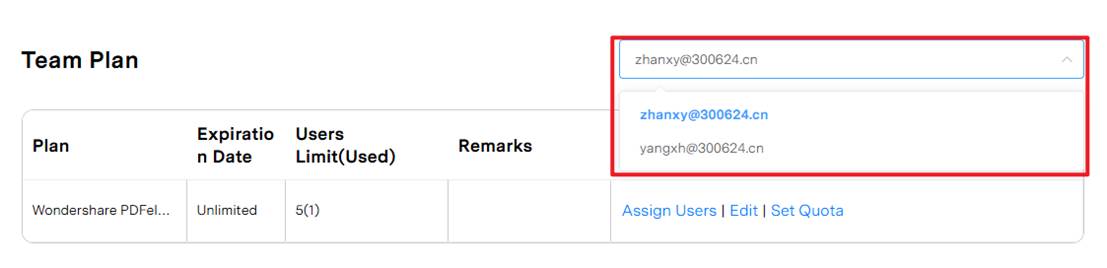 Team Plan
zhanxy@300624.cn
zhanxy@300624.cn
yangxh@300624.cn
Plan
Expiratio
n Date
Users
Limit(Used)
Remarks
Wondershare PDFel...
Unlimited
5(1)
Assign Users | Edit | Set Quota